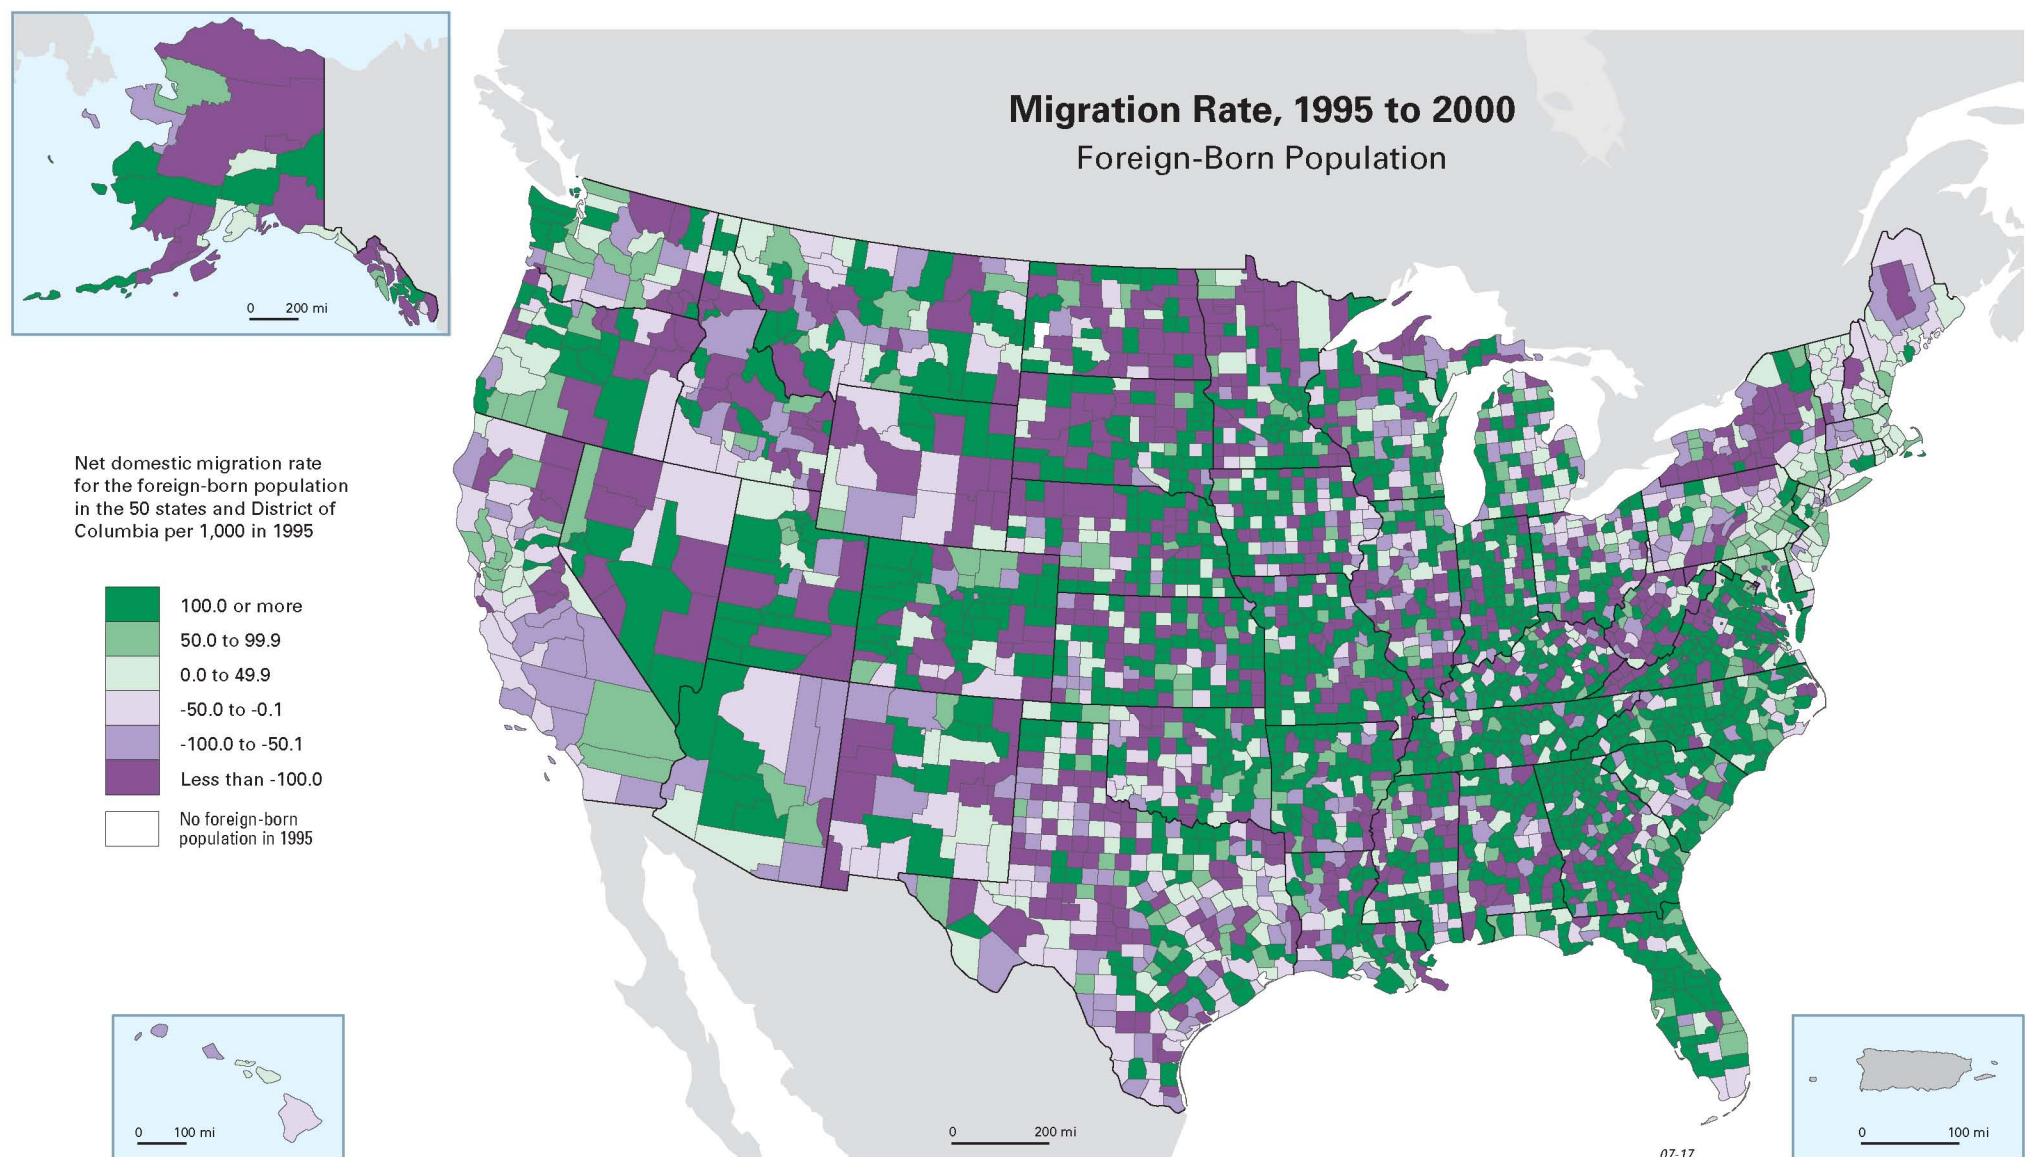 Migration Rate, 1995 to 2000
Foreign-Born Population
0 200 mi
Net domestic migration rate
for the foreign-born population
in the 50 states and District of
Columbia per 1,000 in 1995
100.0 or more
50.0 to 99.9
0.0 to 49.9
-50.0 to -0.1
-100.0 to -50.1
Less than -100.0
No foreign-born
population in 1995
0 100 mi
0 200 mi
0 100 mi
07-17